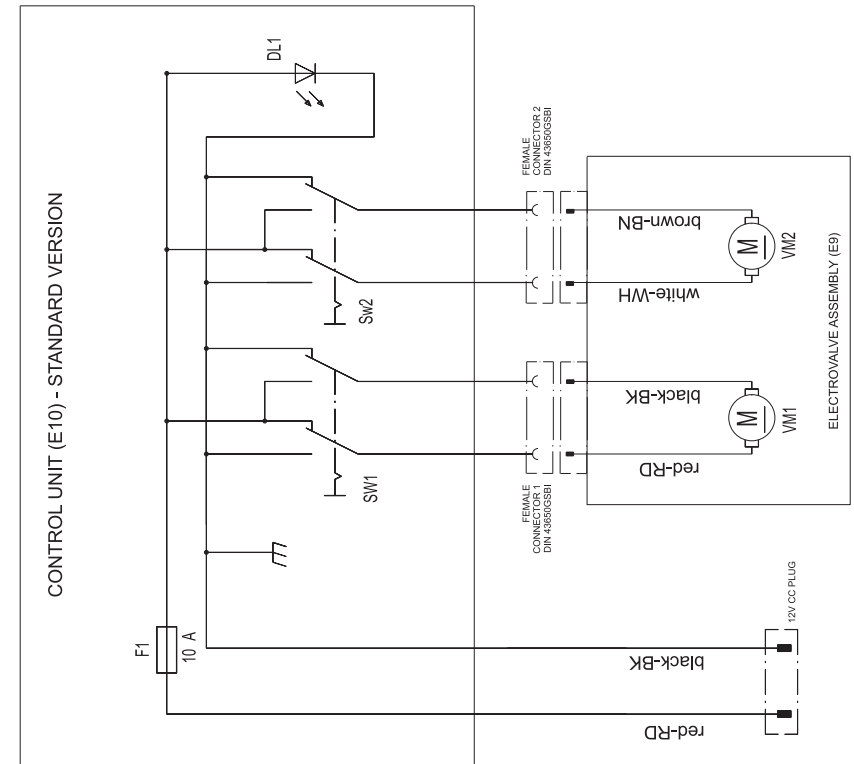 CONTROL UNIT (E10) - STANDARD VERSION
DL1
FEMALE
CONNECTOR 2
DIN 43650GSBI
brown-BN
M
VM2
white-WH
Sw2
ELECTROVALVE ASSEMBLY (E9)
black-BK
M
VM1
red-RD
SW1
FEMALE
CONNECTOR 1
DIN 43650GSBI
F1
10 A
12V CC PLUG
black-BK
red-RD